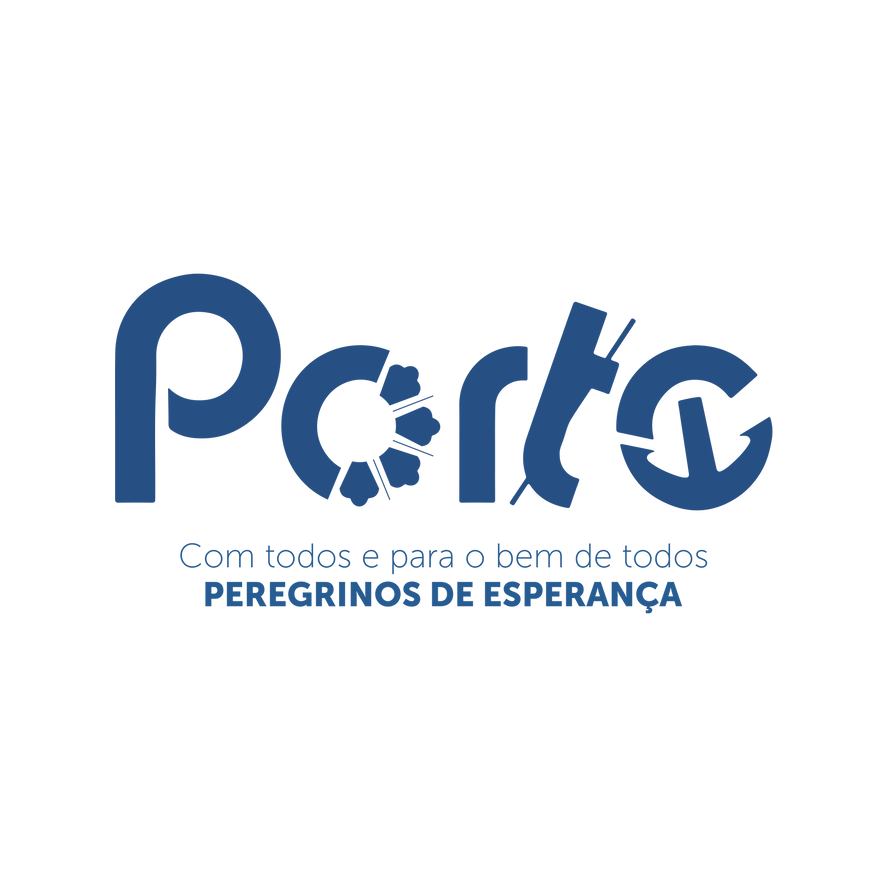 Porto
Com todos e para o bem de todos
PEREGRINOS DE ESPERANÇA